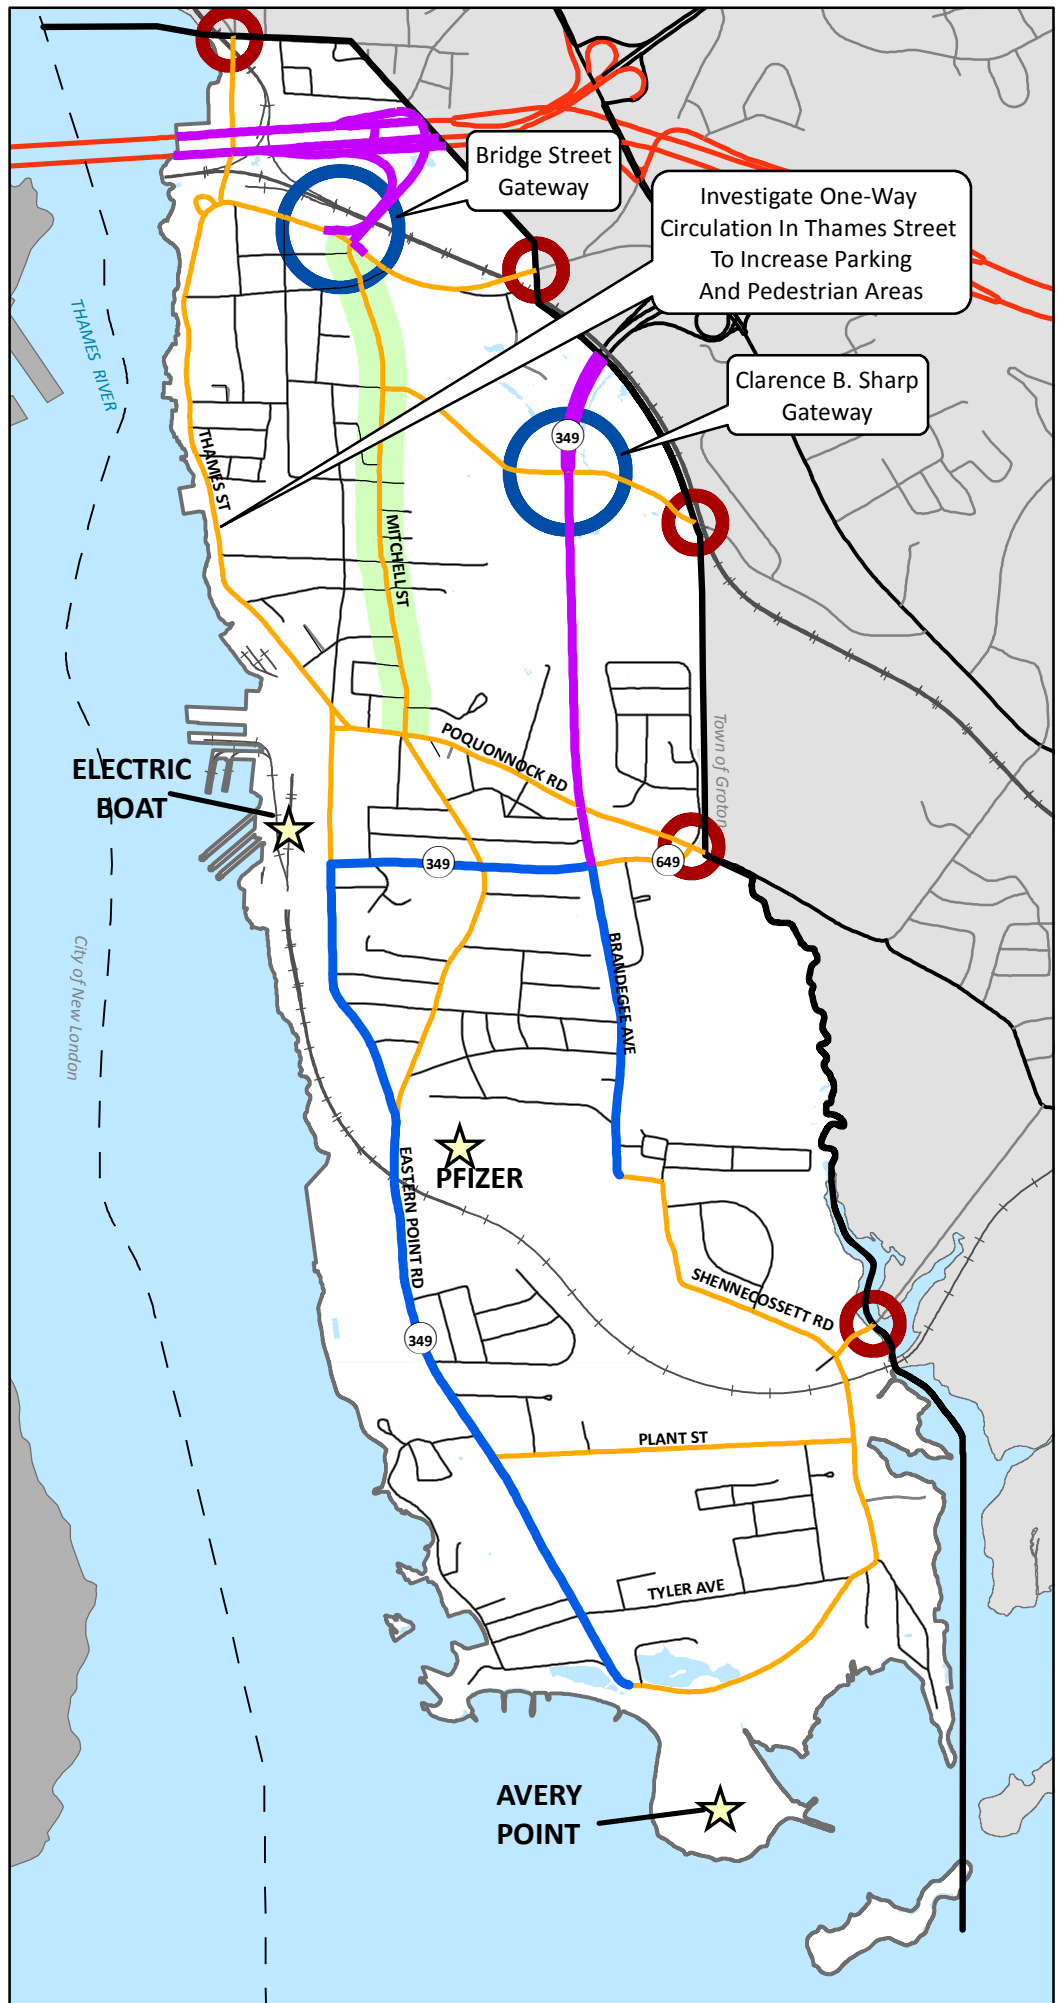 Bridge Street
Gateway
Investigate One-Way
Circulation In Thames Street
To Increase Parking
And Pedestrian Areas
THAMES RIVER
Clarence B. Sharp
Gateway
349
THAMES ST
MITCHELL ST
Town of Groton
POQUONNOCK RD
ELECTRIC
BOAT
349
649
BRANDEGEE AVE
City of New London
PFIZER
EASTERN POINT RD
SHENNECOSSETT RD
349
PLANT ST
TYLER AVE
AVERY
POINT